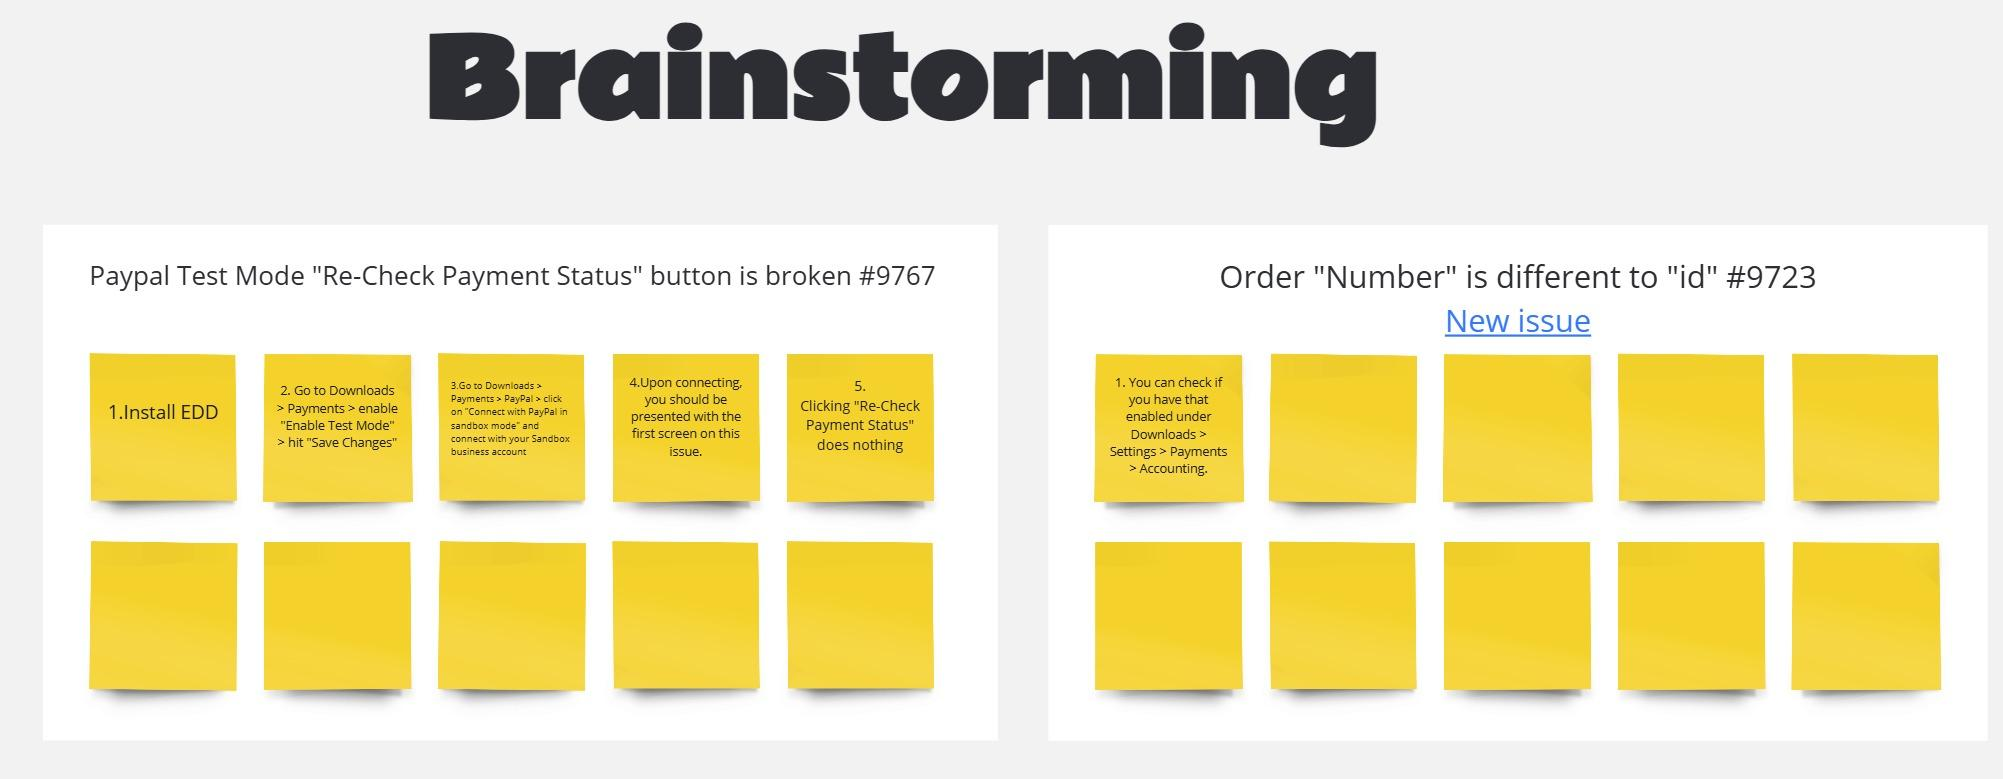 Brainstorming
Paypal Test Mode "Re-Check Payment Status" button is broken #9767
1.Install EDD
2. Go to Downloads
> Payments > enable
"Enable Test Mode"
> hit "Save Changes"
3.Go to Downloads >
Payments > PayPal > click
on "Connect with PayPal in
sandbox mode" and
connect with your Sandbox
business account
4.Upon connecting,
you should be
presented with the
first screen on this
issue.
5.
Clicking "Re-Check
Payment Status"
does nothing
Order "Number" is different to "id" #9723
New issue
1. You can check if
you have that
enabled under
Downloads >
Settings > Payments
> Accounting.